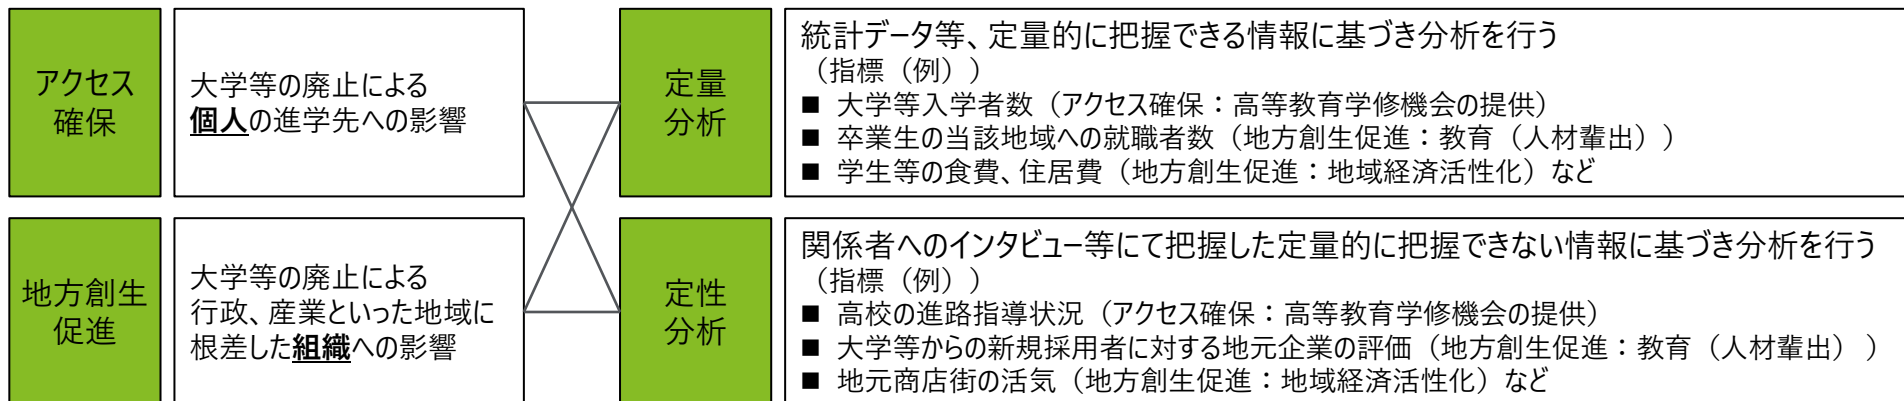 アクセス
確保
大学等の廃止による
個人の進学先への影響
定量
分析
統計データ等、定量的に把握できる情報に基づき分析を行う
（指標（例））
■ 大学等入学者数（アクセス確保：高等教育学修機会の提供）
■ 卒業生の当該地域への就職者数（地方創生促進：教育（人材輩出））
■ 学生等の食費、住居費（地方創生促進：地域経済活性化）など
地方創生
促進
大学等の廃止による
行政、産業といった地域に
根差した組織への影響
定性
分析
関係者へのインタビュー等にて把握した定量的に把握できない情報に基づき分析を行う
（指標（例））
■ 高校の進路指導状況（アクセス確保：高等教育学修機会の提供）
■ 大学等からの新規採用者に対する地元企業の評価（地方創生促進：教育（人材輩出））
■ 地元商店街の活気（地方創生促進：地域経済活性化）など